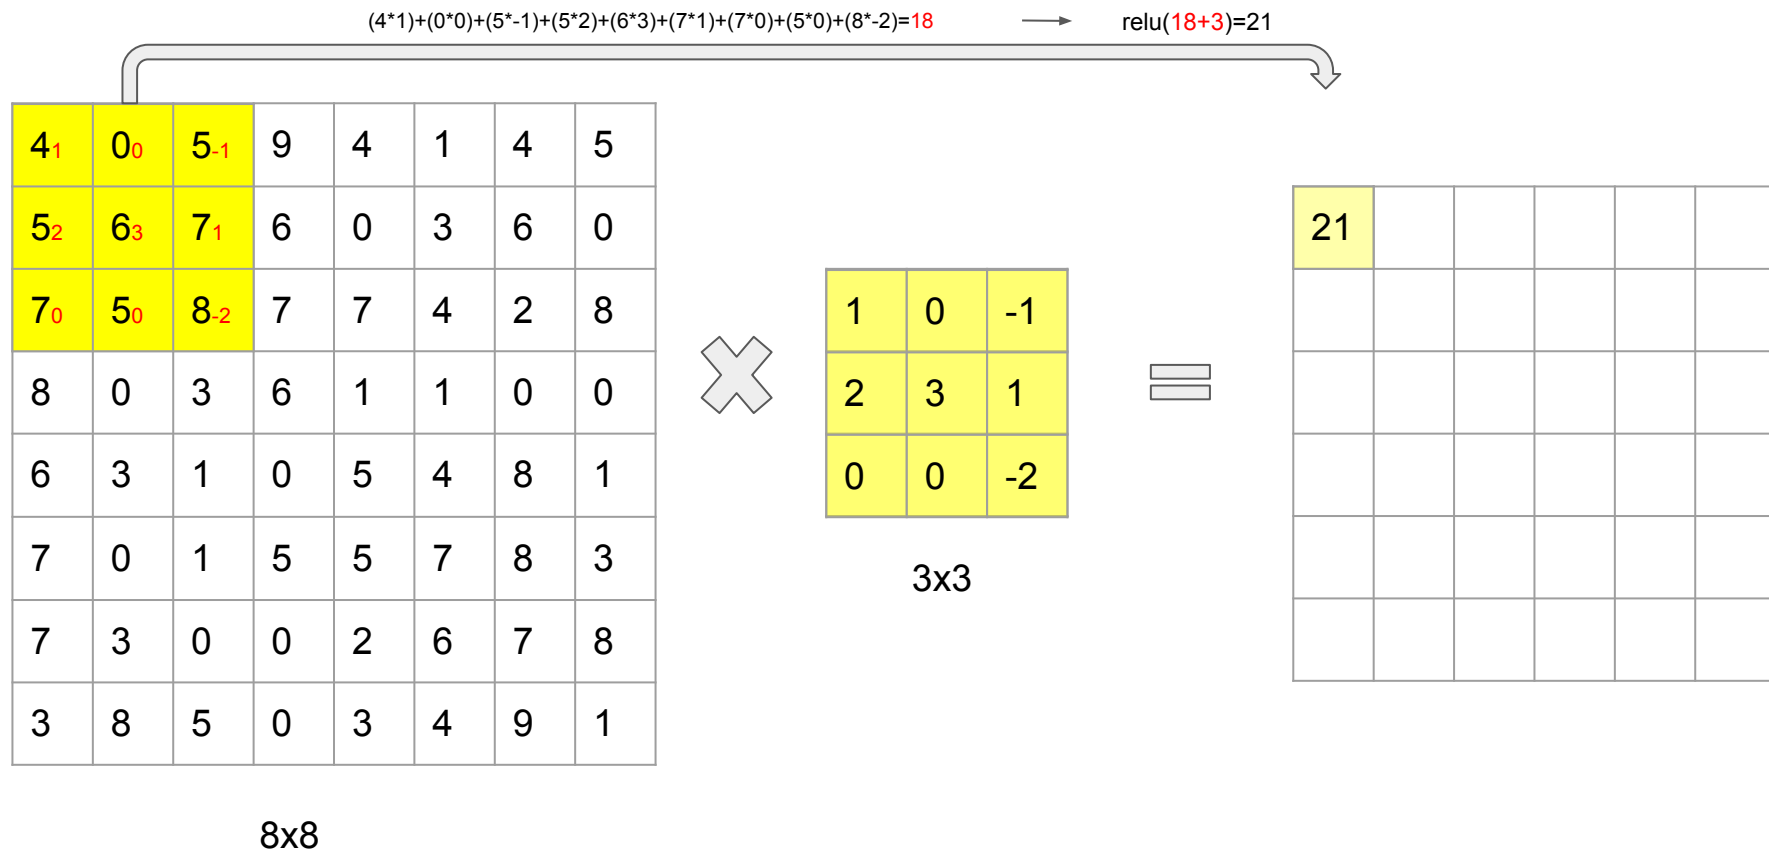 (4*1)+(0*0)+(5*-1)+(5*2)+(6*3)+(7*1)+(7*0)+(5*0)+(8*-2)=18 relu(18+3)=21
41 00 5-1 9 4 1 4 5
52 63 71 6 0 3 6 0
21
70 50 8-2 7 7 4 2 8
1 0 -1
8 0 3 6 1 1 0 0
2 3 1
6 3 1 0 5 4 8 1
0 0 -2
7 0 1 5 5 7 8 3
3x3
7 3 0 0 2 6 7 8
3 8 5 0 3 4 9 1
8x8